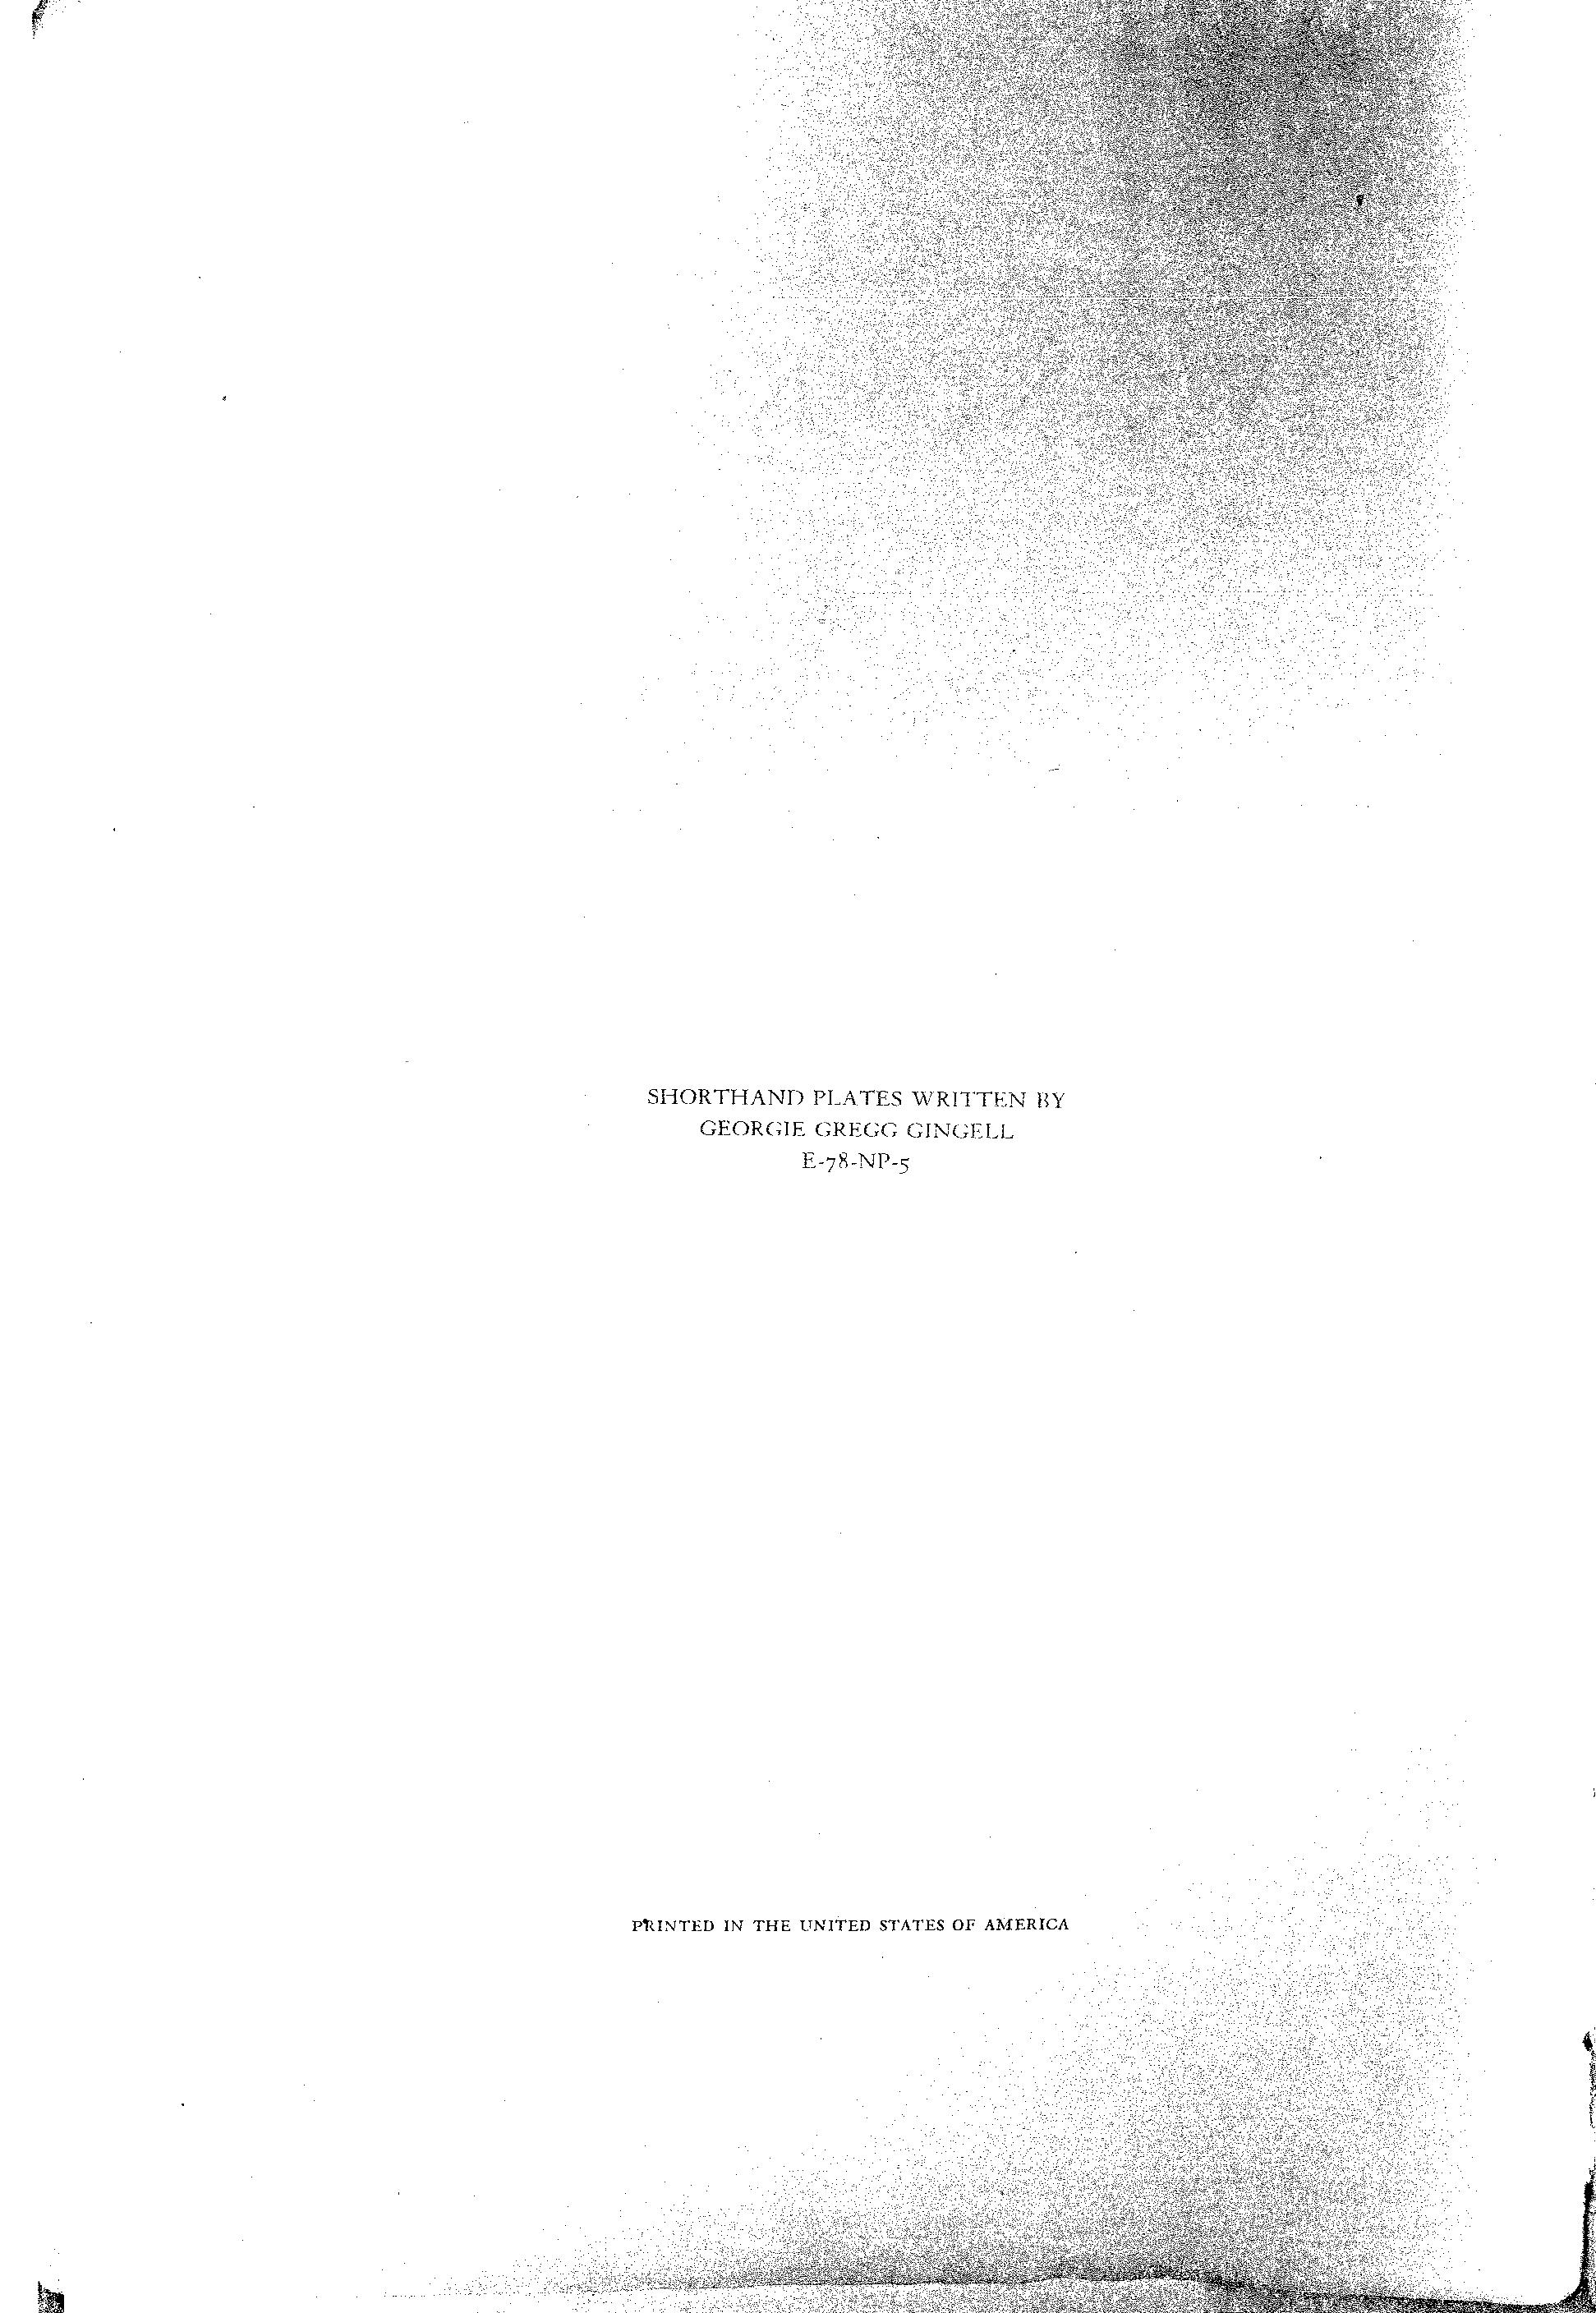 SHORTHAND PLATES WRITTEN BY
GEORGIE GREGG GINGELL
E-78-NP-5
PRINTED IN THE UNITED STATES OF AMERICA